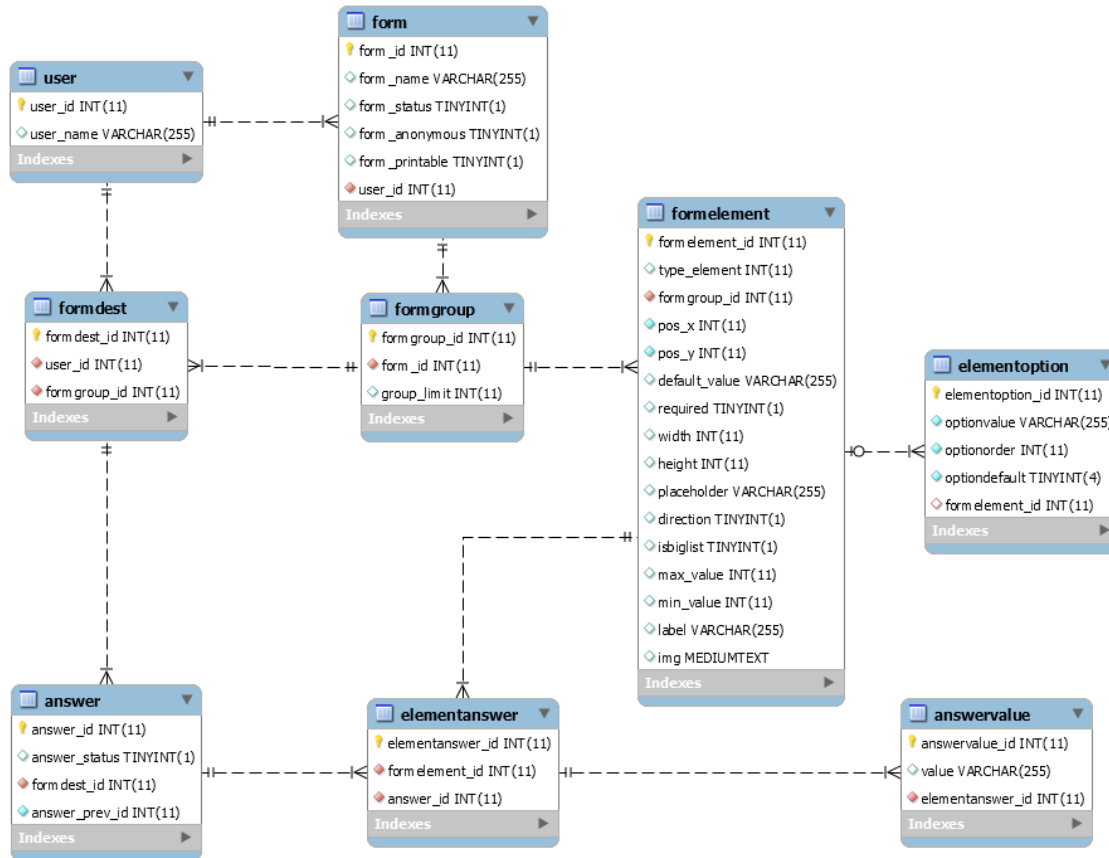 form
form_id INT(11)
form_name VARCHAR(255)
form_status TINYINT(1)
form_anonymous TINYINT(1)
form_printable TINYINT(1)
user_id INT(11)
Indexes
user
user_id INT(11)
user_name VARCHAR(255)
Indexes
formelement
formelement_id INT(11)
type_element INT(11)
formgroup_id INT(11)
pos_x INT(11)
pos_y INT(11)
default_value VARCHAR(255)
required TINYINT(1)
width INT(11)
height INT(11)
placeholder VARCHAR(255)
direction TINYINT(1)
isbiglist TINYINT(1)
max_value INT(11)
min_value INT(11)
label VARCHAR(255)
img MEDIUMTEXT
Indexes
formdest
formdest_id INT(11)
user_id INT(11)
formgroup_id INT(11)
Indexes
formgroup
formgroup_id INT(11)
form_id INT(11)
group_limit INT(11)
Indexes
elementoption
elementoption_id INT(11)
optionvalue VARCHAR(255)
optionorder INT(11)
optiondefault TINYINT(4)
formelement_id INT(11)
Indexes
answer
answer_id INT(11)
answer_status TINYINT(1)
formdest_id INT(11)
answer_prev_id INT(11)
Indexes
elementanswer
elementanswer_id INT(11)
formelement_id INT(11)
answer_id INT(11)
Indexes
answervalue
answervalue_id INT(11)
value VARCHAR(255)
elementanswer_id INT(11)
Indexes